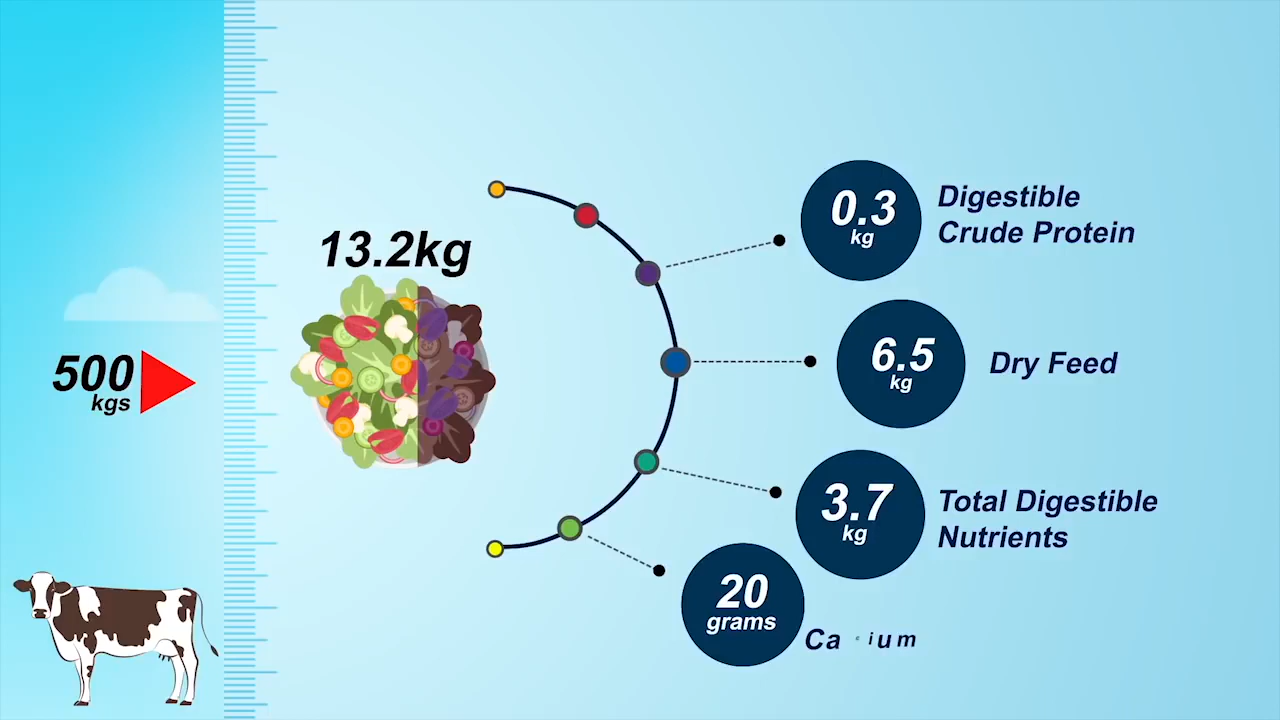 500
kgs
13.2kg
0.3
kg
Digestible
Crude Protein
6.5
kg
Dry Feed
3.7
kg
Total Digestible
Nutrients
20
grams